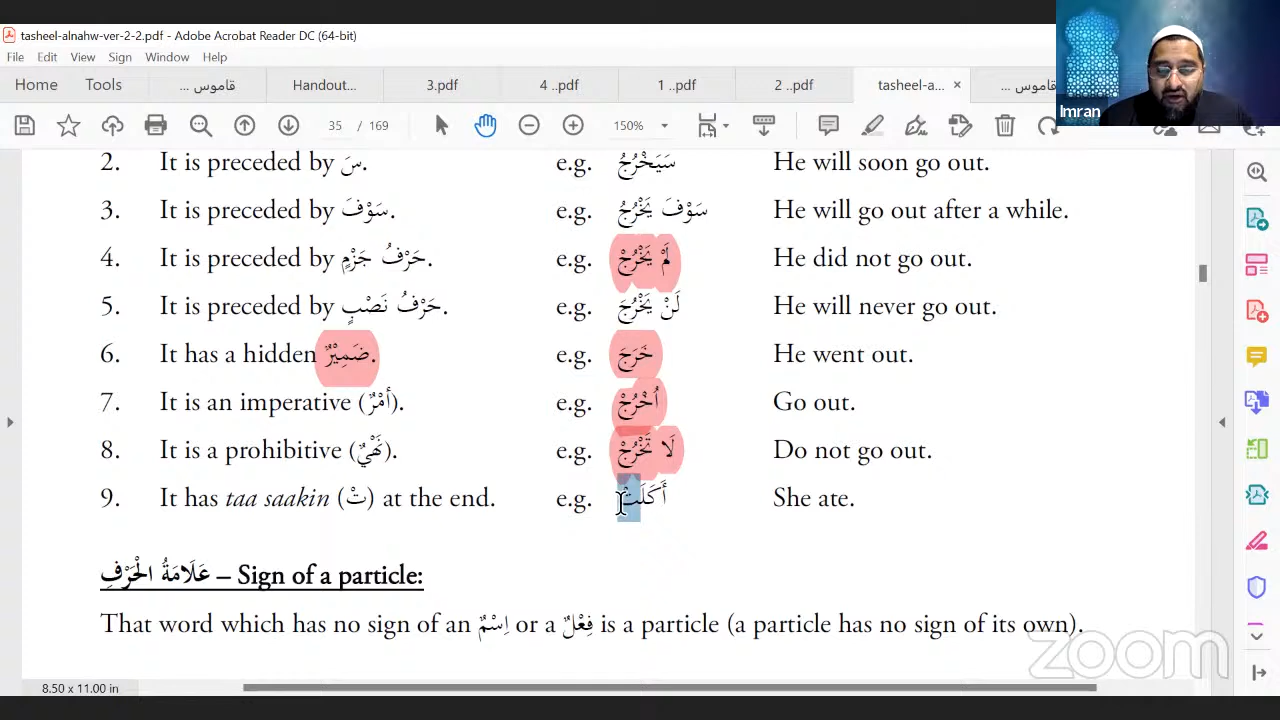 tasheel-alnahw-ver-2-2.pdf - Adobe Acrobat Reader DC (64-bit)
File Edit View Sign Window Help
Home Tools قاموس ... Handout... 3.pdf 4 ..pdf 1 ..pdf 2 ..pdf tasheel-a... × قاموس ...
Imran
35 / 169 150%
2. It is preceded by سَ. e.g. سَيَخْرُجُ He will soon go out.
3. It is preceded by سَوْفَ. e.g. سَوْفَ يَخْرُجُ He will go out after a while.
4. It is preceded by حَرْفُ جَزْمٍ. e.g. لَمْ يَخْرُجْ He did not go out.
5. It is preceded by حَرْفُ نَصْبٍ. e.g. لَنْ يَخْرُجَ He will never go out.
6. It has a hidden ضَمِيْرٌ. e.g. خَرَجَ He went out.
7. It is an imperative (أمْرٌ). e.g. اُخْرُجْ Go out.
8. It is a prohibitive (نَهْيٌ). e.g. لَا تَخْرُجْ Do not go out.
9. It has taa saakin (تْ) at the end. e.g. أَكَلَتْ She ate.
عَلَامَةُ الْحَرْفِ – Sign of a particle:
That word which has no sign of an اِسْمٌ or a فِعْلٌ is a particle (a particle has no sign of its own).
zoom
8.50 x 11.00 in